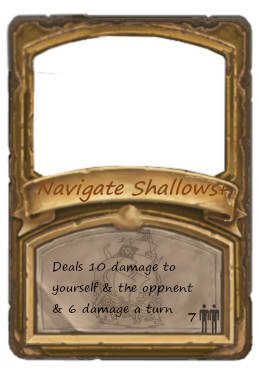 Navigate Shallows+
Deals 10 damage to
yourself & the oppnent
& 6 damage a turn
7